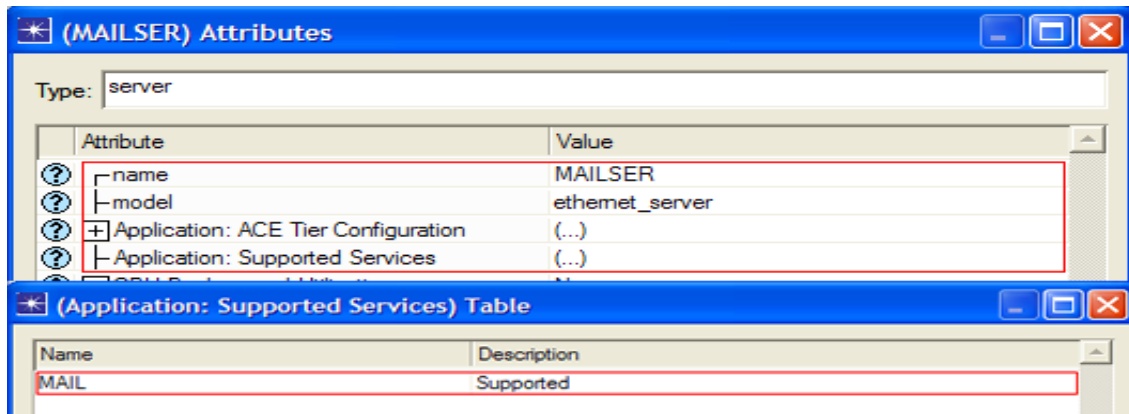 (MAILSER) Attributes
Type: server
Attribute Value
name MAILSER
model ethernet_server
Application: ACE Tier Configuration (...)
Application: Supported Services (...)
(Application: Supported Services) Table
Name Description
MAIL Supported